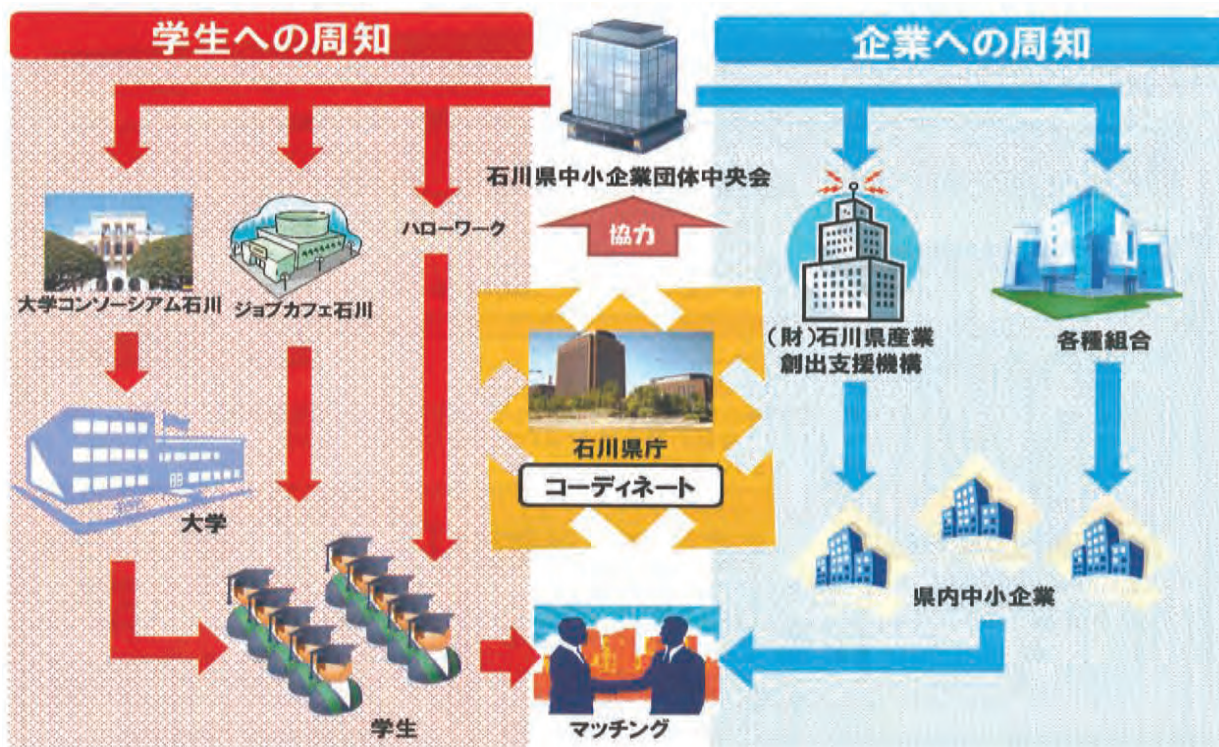 学生への周知
企業への周知
石川県中小企業団体中央会
協力
ハローワーク
大学コンソーシアム石川
ジョブカフェ石川
(財)石川県産業
創出支援機構
各種組合
石川県庁
コーディネート
大学
県内中小企業
学生
マッチング